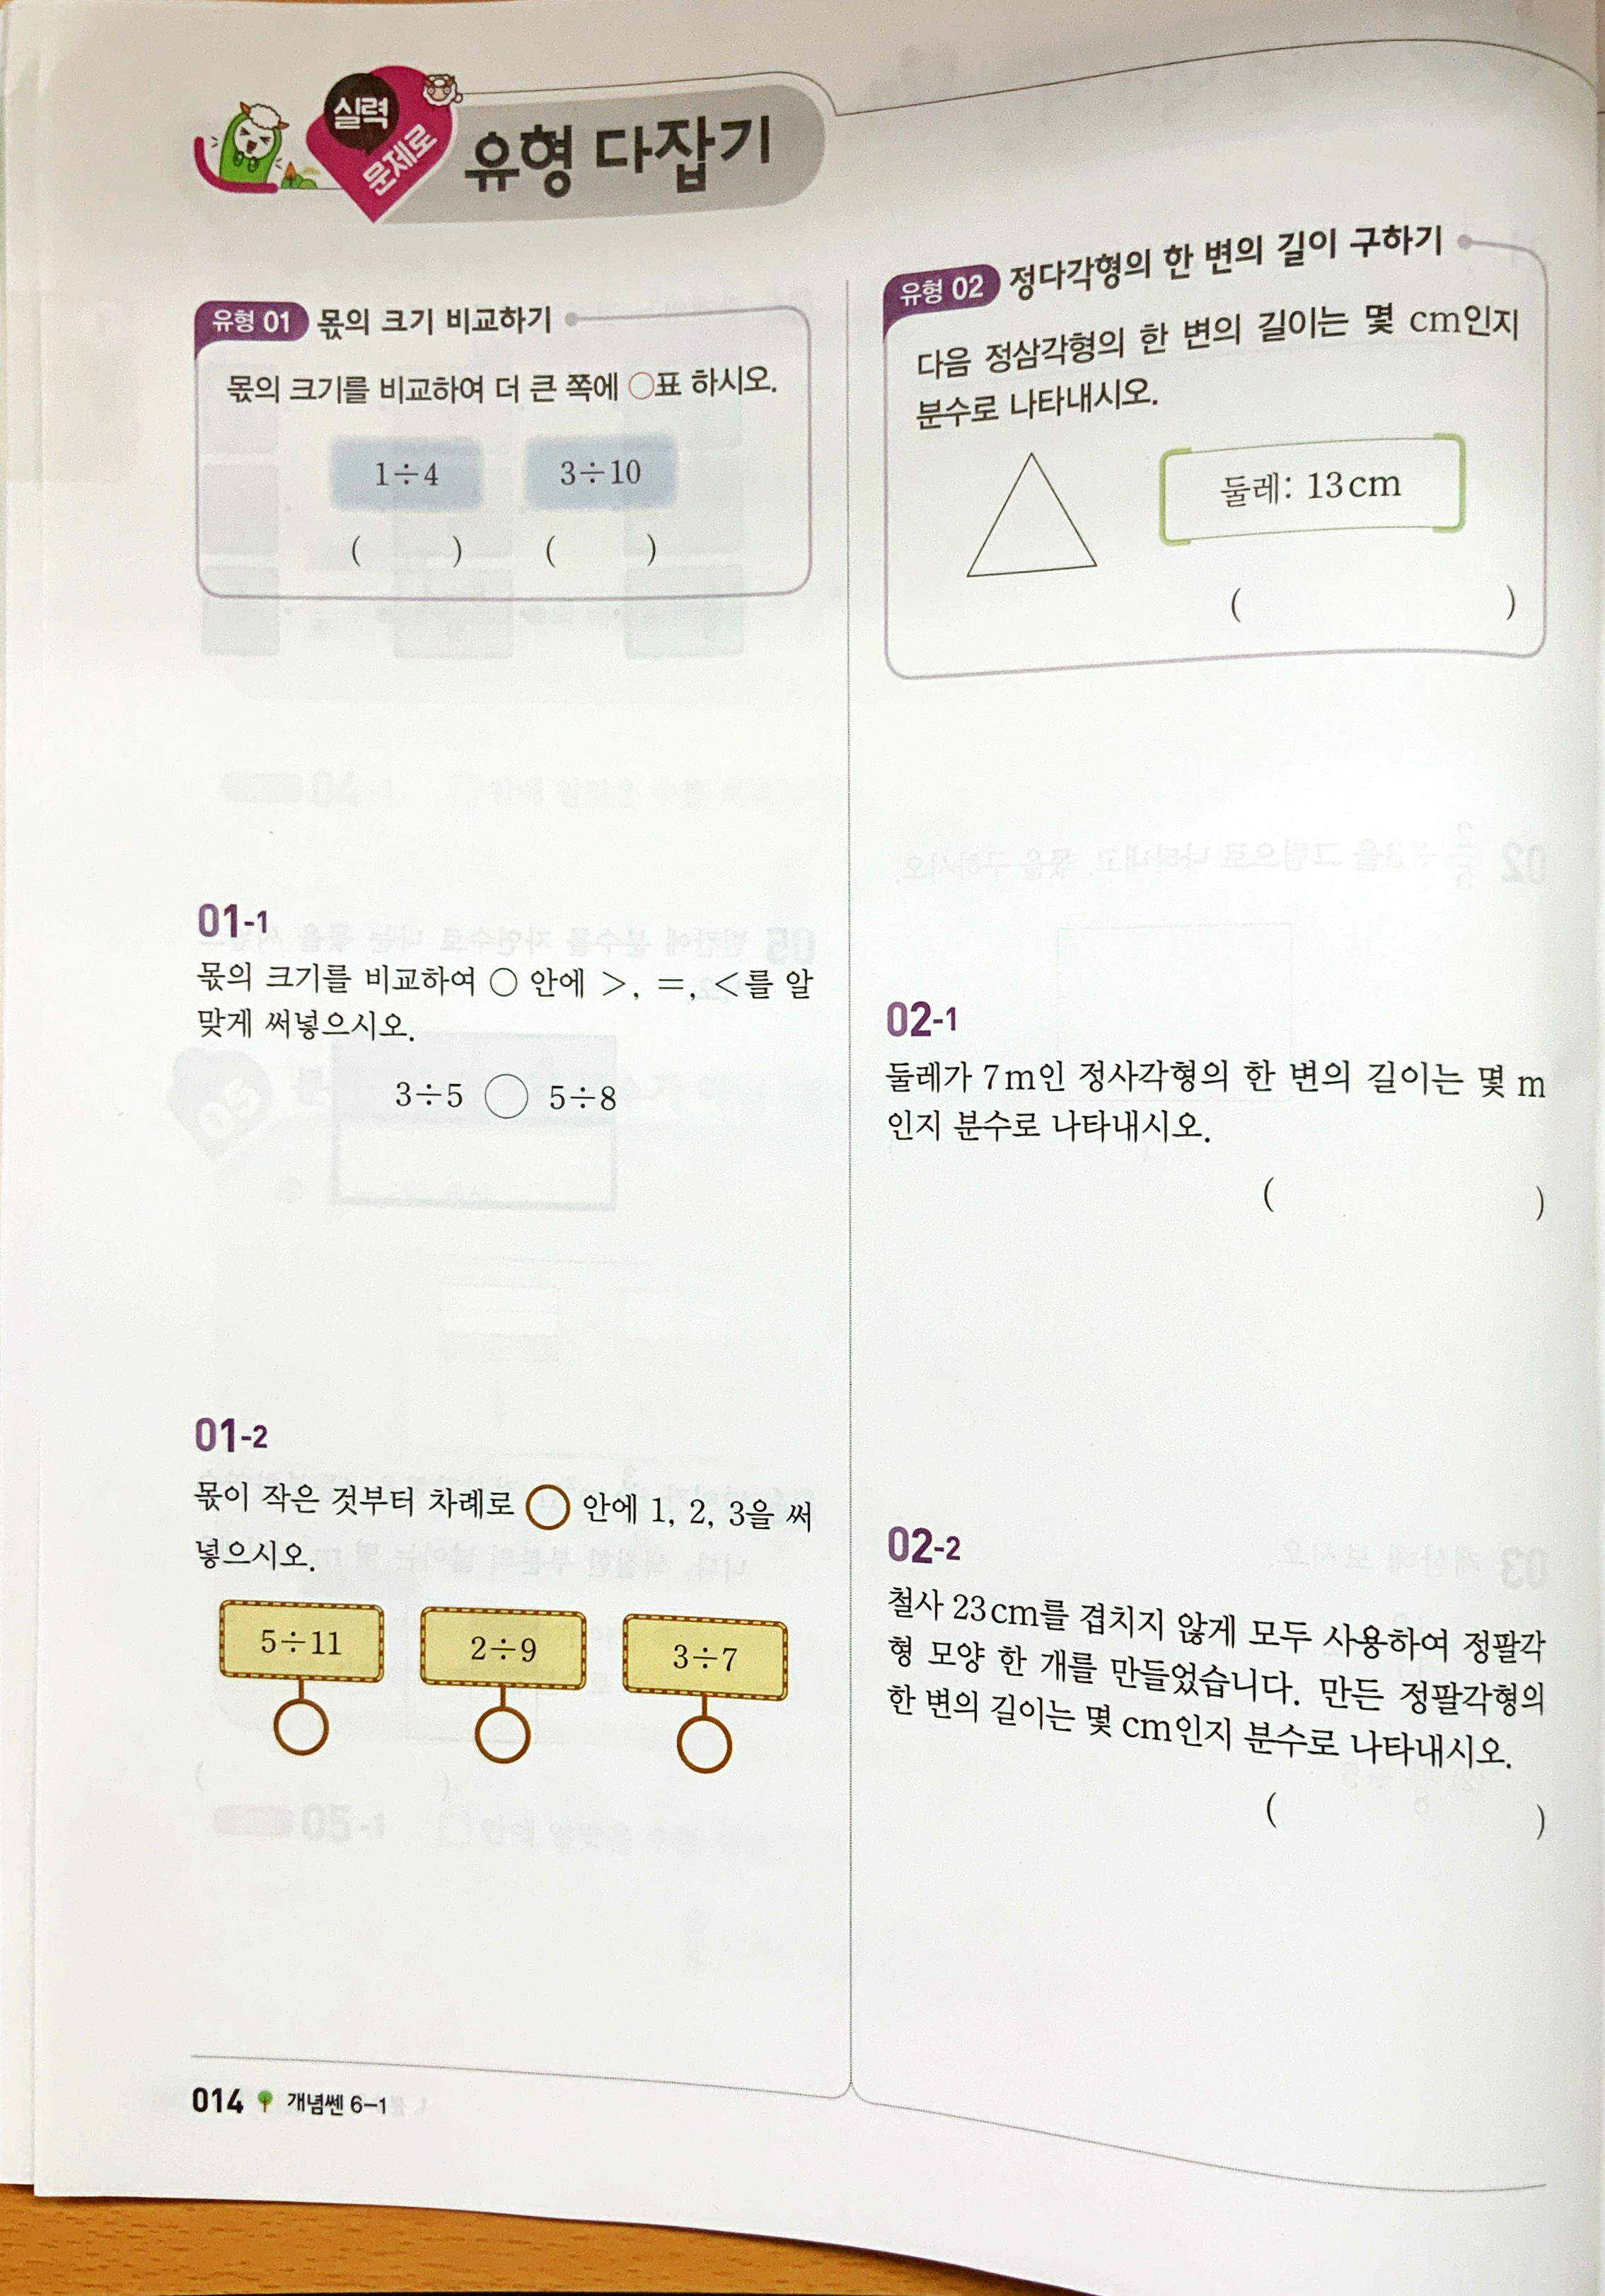 실력
문제로
유형 다잡기
유형 01 몫의 크기 비교하기
몫의 크기를 비교하여 더 큰 쪽에 ○표 하시오.
1÷4 3÷10
( ) ( )
01-1
몫의 크기를 비교하여 ○ 안에 >, =, <를 알
맞게 써넣으시오.
3÷5 ○ 5÷8
01-2
몫이 작은 것부터 차례로 ○ 안에 1, 2, 3을 써
넣으시오.
5÷11 2÷9 3÷7
유형 02 정다각형의 한 변의 길이 구하기
다음 정삼각형의 한 변의 길이는 몇 cm인지
분수로 나타내시오.
둘레: 13 cm
( )
02-1
둘레가 7 m인 정사각형의 한 변의 길이는 몇 m
인지 분수로 나타내시오.
( )
02-2
철사 23 cm를 겹치지 않게 모두 사용하여 정팔각
형 모양 한 개를 만들었습니다. 만든 정팔각형의
한 변의 길이는 몇 cm인지 분수로 나타내시오.
( )
014 개념쎈 6-1